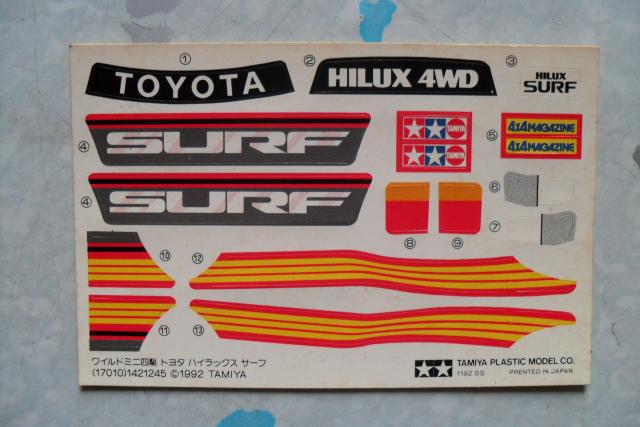 ① ② ③
TOYOTA
HILUX 4WD
HILUX
SURF
④ SURF
TAMIYA
TAMIYA
⑤ 4X4MAGAZINE
4X4MAGAZINE
④ SURF
⑥
⑦
⑧ ⑨
⑩ ⑫
⑪ ⑬
ワイルドミニ四駆 トヨタ ハイラックス サーフ
(17010)1421245 ©1992 TAMIYA
TAMIYA PLASTIC MODEL CO.
1192 SS PRENTED IN JAPAN